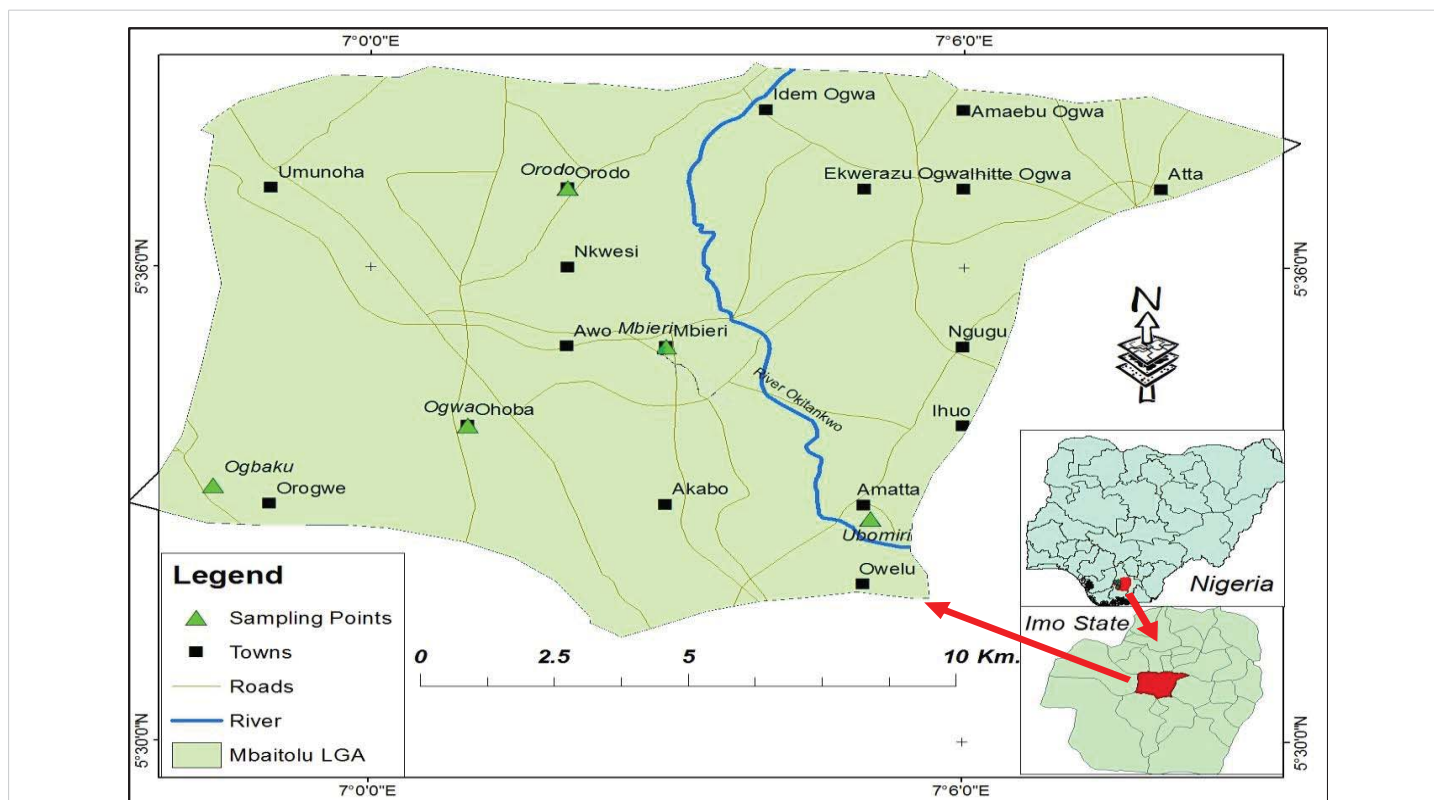 7°0'0"E
7°6'0"E
Idem Ogwa
Amaebu Ogwa
Umunoha
Orodo
Orodo
Ekwerazu Ogwa
Ihitte Ogwa
Atta
5°36'0"N
5°36'0"N
Nkwesi
N
Awo
Mbieri
Mbieri
Ngugu
River Okitankwo
Ogwa
Ohoba
Ihuo
Ogbaku
Orogwe
Akabo
Amatta
Ubomiri
Owelu
Nigeria
Imo State
Legend
Sampling Points
Towns
Roads
River
Mbaitolu LGA
0
2.5
5
10 Km.
5°30'0"N
5°30'0"N
7°0'0"E
7°6'0"E